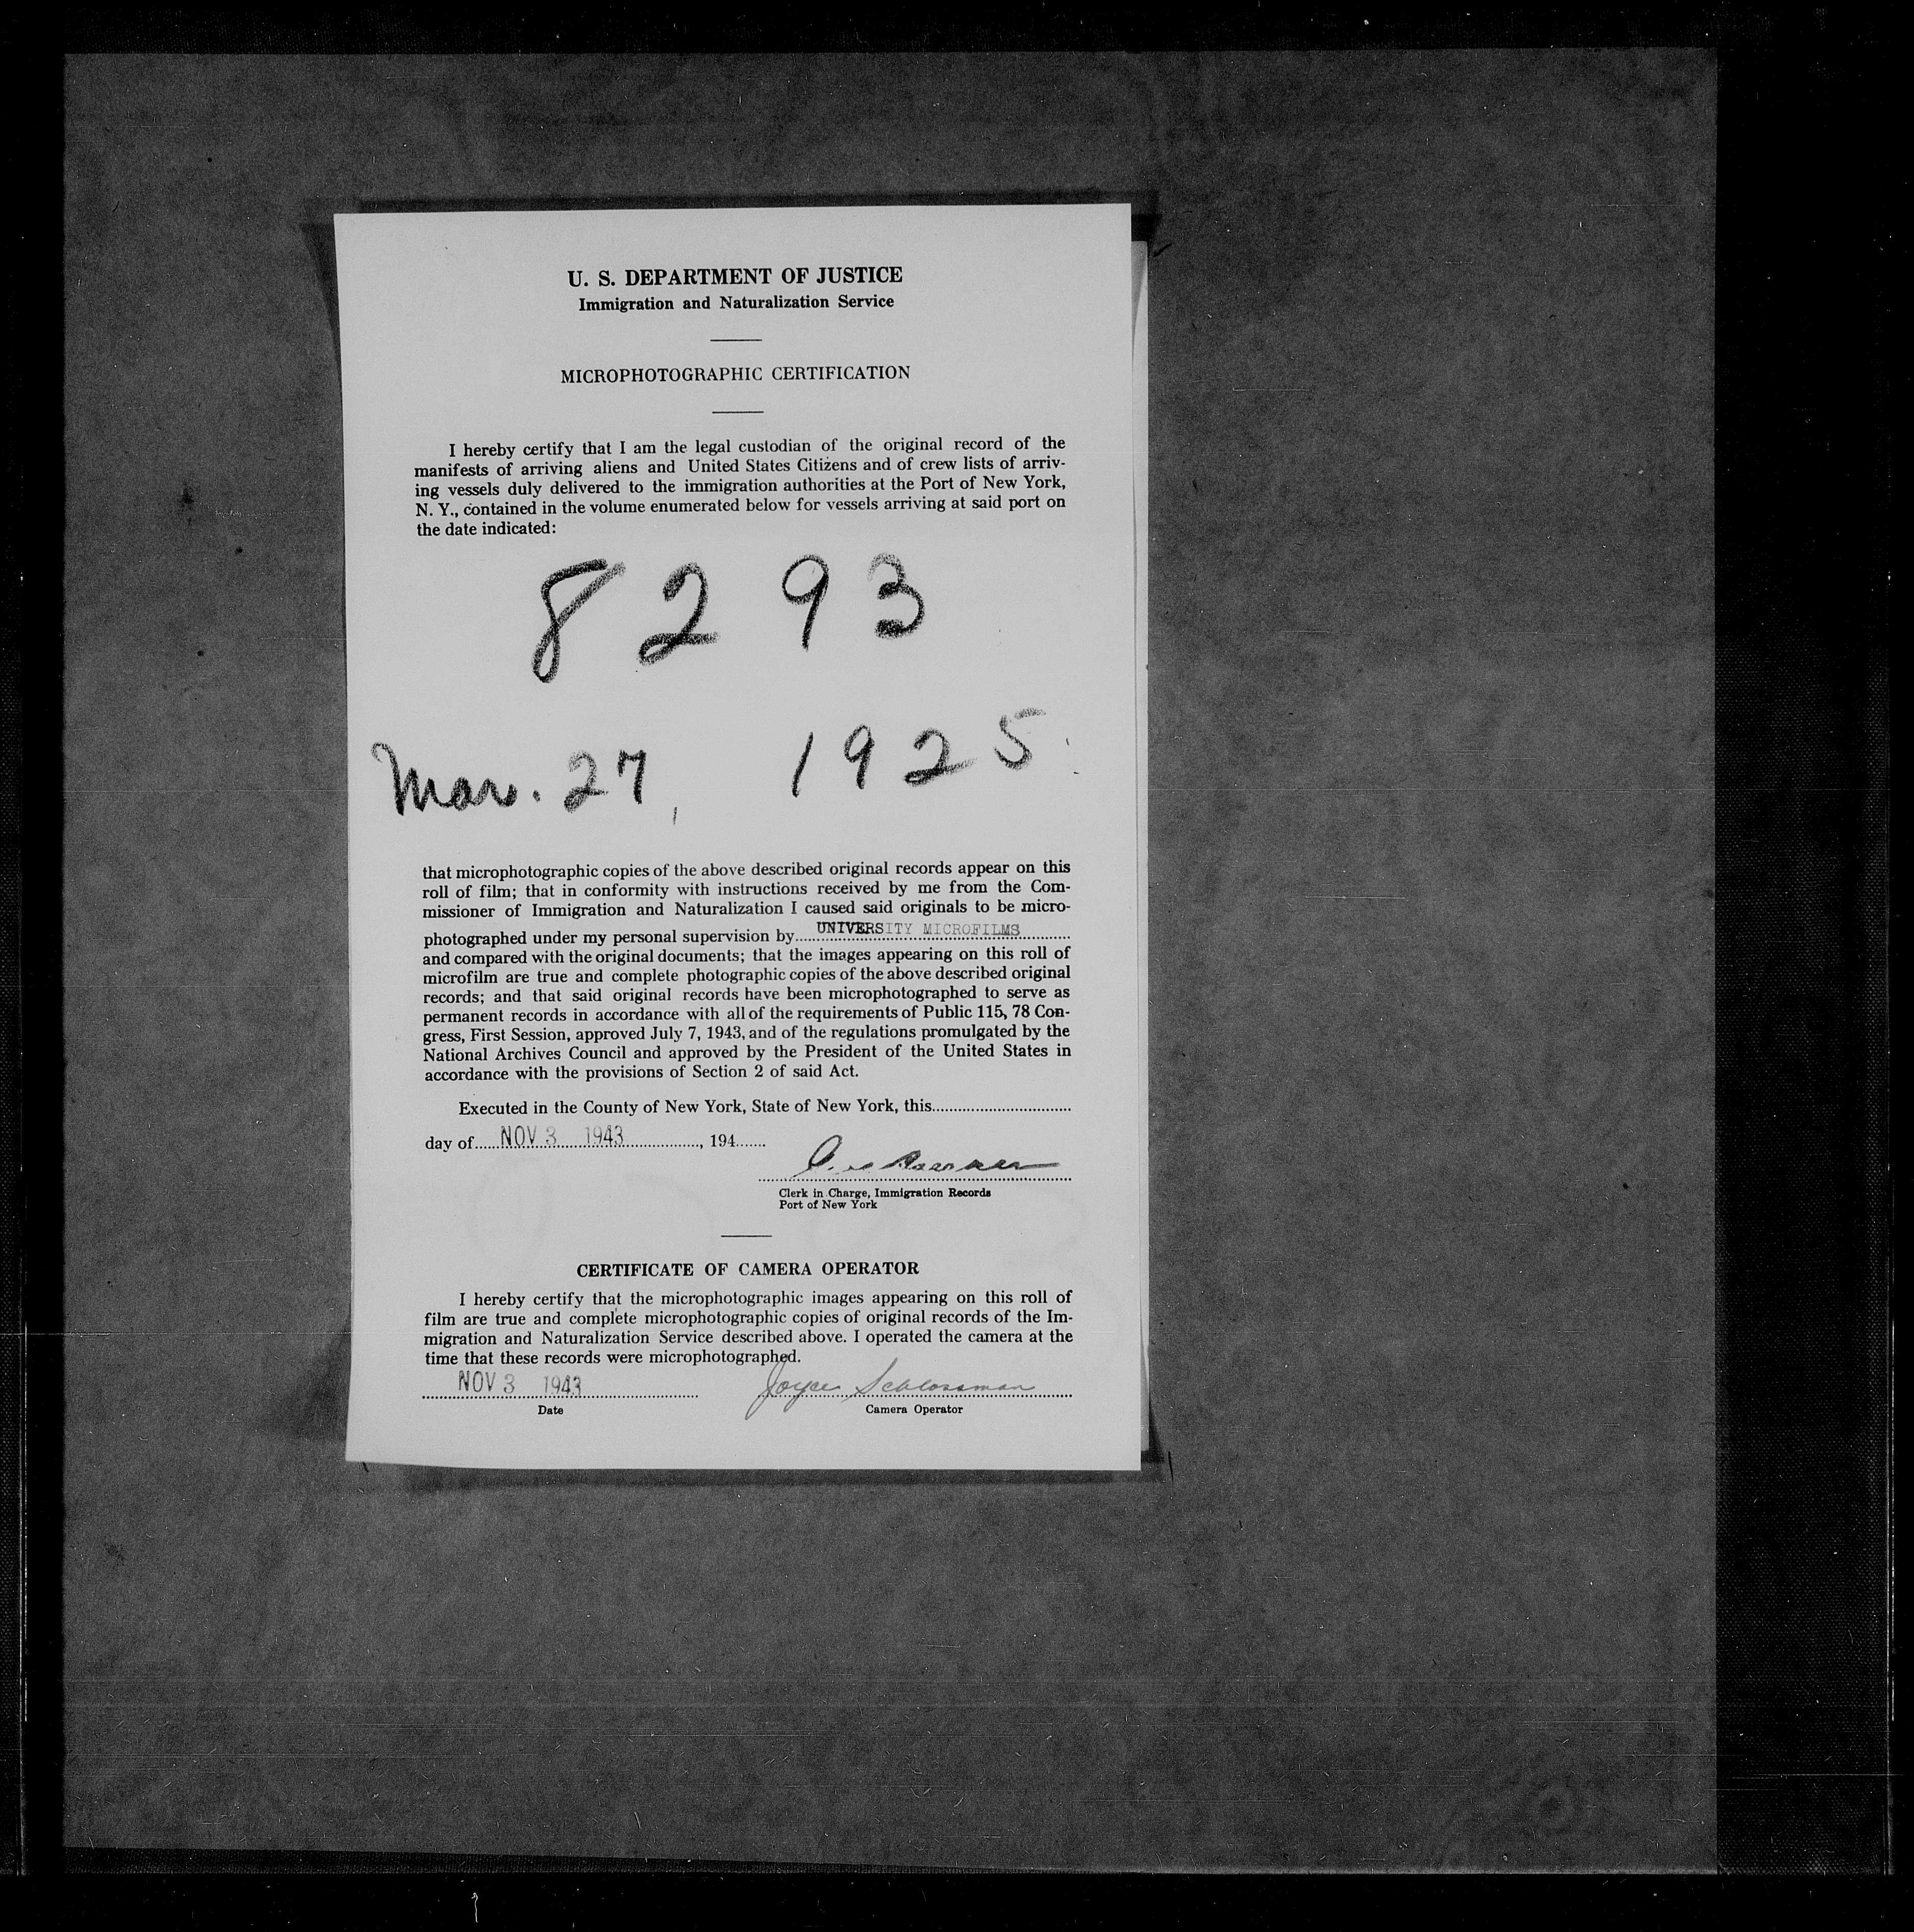 U. S. DEPARTMENT OF JUSTICE
Immigration and Naturalization Service
MICROPHOTOGRAPHIC CERTIFICATION
I hereby certify that I am the legal custodian of the original record of the
manifests of arriving aliens and United States Citizens and of crew lists of arriv-
ing vessels duly delivered to the immigration authorities at the Port of New York,
N. Y., contained in the volume enumerated below for vessels arriving at said port on
the date indicated:
8293
Mar. 27, 1925.
that microphotographic copies of the above described original records appear on this
roll of film; that in conformity with instructions received by me from the Com-
missioner of Immigration and Naturalization I caused said originals to be micro-
photographed under my personal supervision by UNIVERSITY MICROFILMS
and compared with the original documents; that the images appearing on this roll of
microfilm are true and complete photographic copies of the above described original
records; and that said original records have been microphotographed to serve as
permanent records in accordance with all of the requirements of Public 115, 78 Con-
gress, First Session, approved July 7, 1943, and of the regulations promulgated by the
National Archives Council and approved by the President of the United States in
accordance with the provisions of Section 2 of said Act.
Executed in the County of New York, State of New York, this
day of NOV 3 1943, 194
Clerk in Charge, Immigration Records
Port of New York
CERTIFICATE OF CAMERA OPERATOR
I hereby certify that the microphotographic images appearing on this roll of
film are true and complete microphotographic copies of original records of the Im-
migration and Naturalization Service described above. I operated the camera at the
time that these records were microphotographed.
NOV 3 1943 Joyce Schlossman
Date Camera Operator